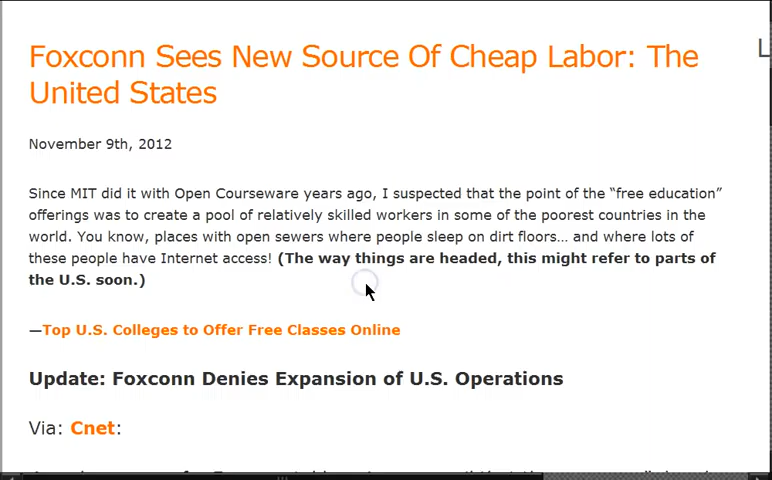 Foxconn Sees New Source Of Cheap Labor: The
United States
November 9th, 2012
Since MIT did it with Open Courseware years ago, I suspected that the point of the “free education”
offerings was to create a pool of relatively skilled workers in some of the poorest countries in the
world. You know, places with open sewers where people sleep on dirt floors… and where lots of
these people have Internet access! (The way things are headed, this might refer to parts of
the U.S. soon.)
—Top U.S. Colleges to Offer Free Classes Online
Update: Foxconn Denies Expansion of U.S. Operations
Via: Cnet: